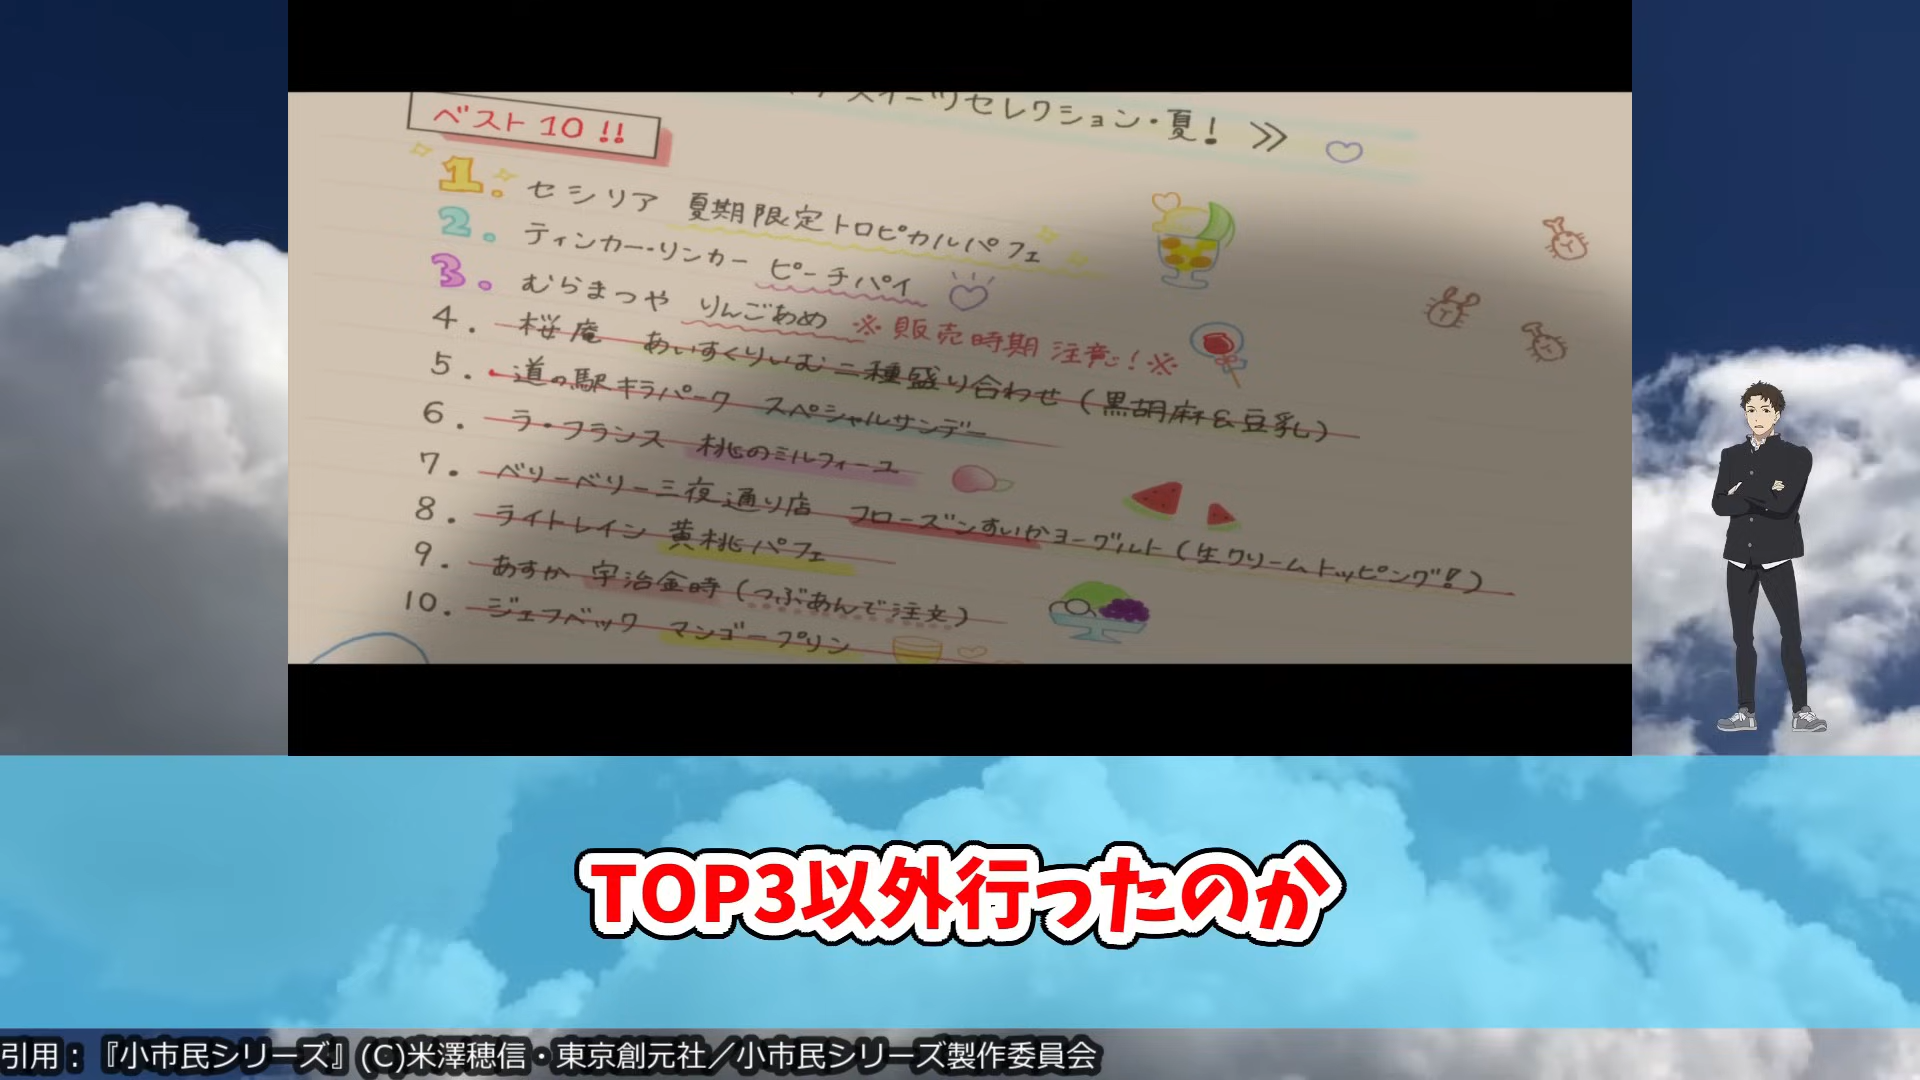 スイーツセレクション・夏! ≫
ベスト10!!
1. セシリア 夏期限定トロピカルパフェ
2. ティンカー・リンカー ピーチパイ
3. むらまつや りんごあめ ※販売時期 注意!※
4. 桜庵 あいすくりいむ二種盛り合わせ(黒胡麻&豆乳)
5. 道の駅キラパーク スペシャルサンデー
6. ラ・フランス 桃のミルフィーユ
7. ベリーベリー三夜通り店 フローズンすいかヨーグルト(生クリームトッピング!)
8. ライトレイン 黄桃パフェ
9. あすか 宇治金時(つぶあんで注文)
10. ジェフベック マンゴープリン
TOP3以外行ったのか
引用:『小市民シリーズ』(C)米澤穂信・東京創元社/小市民シリーズ製作委員会